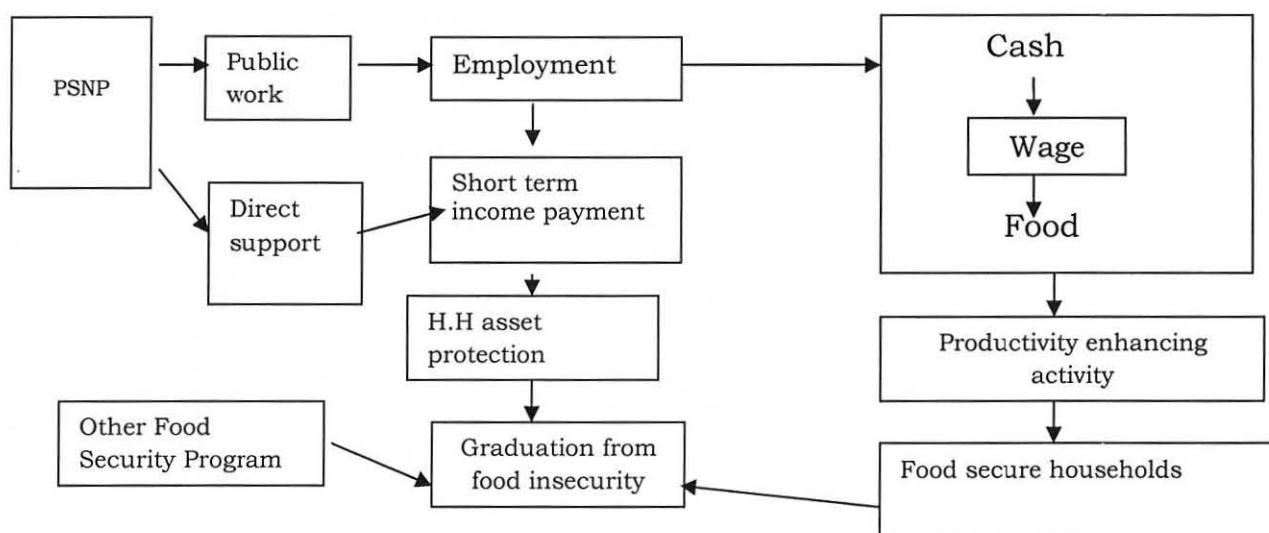 PSNP
Public
work
Employment
Cash
Wage
Food
Direct
support
Short term
income payment
H.H asset
protection
Productivity enhancing
activity
Other Food
Security Program
Graduation from
food insecurity
Food secure households